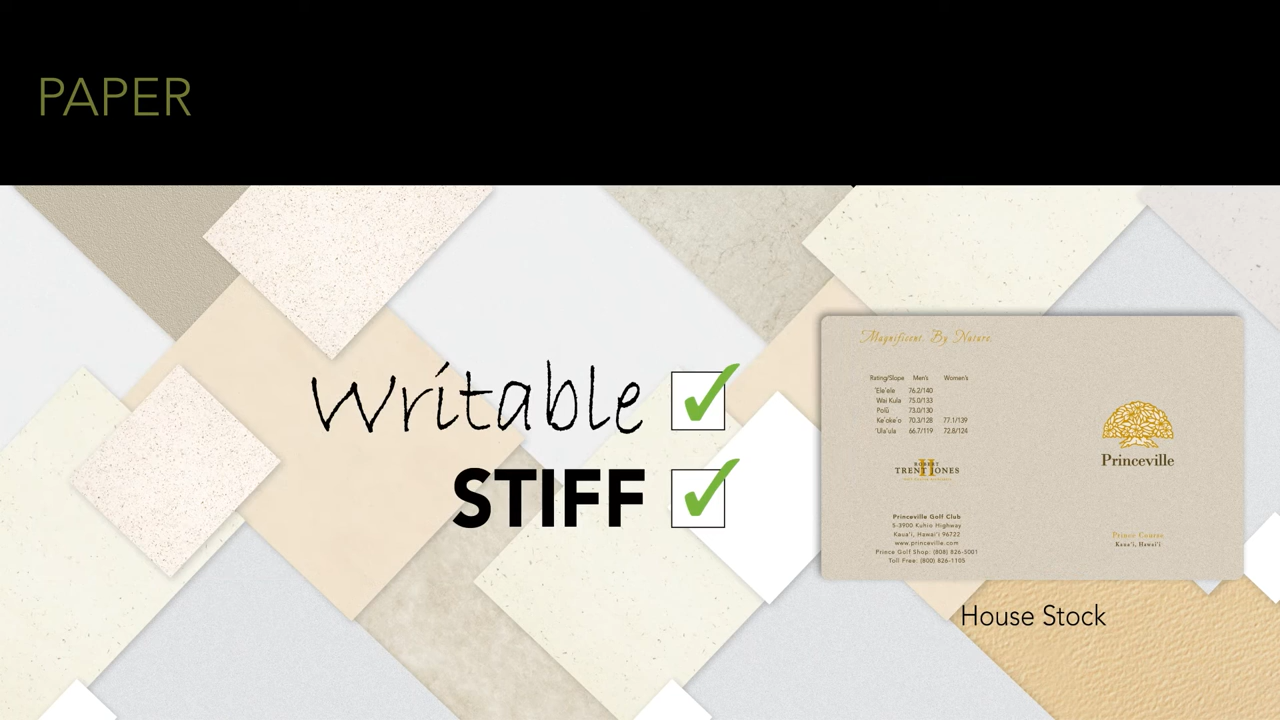 PAPER
Writable
STIFF
Magnificent. By Nature.
Rating/Slope Men's Women's
'Ele'ele 76.2/140
Wai Kula 75.0/133
Polū 73.0/130
Ke'oke'o 70.3/128 77.1/139
'Ula'ula 66.7/119 72.8/124
ROBERT
TRENT JONES
II
Princeville Golf Club
5-3900 Kuhio Highway
Kaua'i, Hawai'i 96722
www.princeville.com
Prince Golf Shop: (808) 826-5001
Toll Free: (800) 826-1105
Princeville
Prince Course
Kaua'i, Hawai'i
House Stock